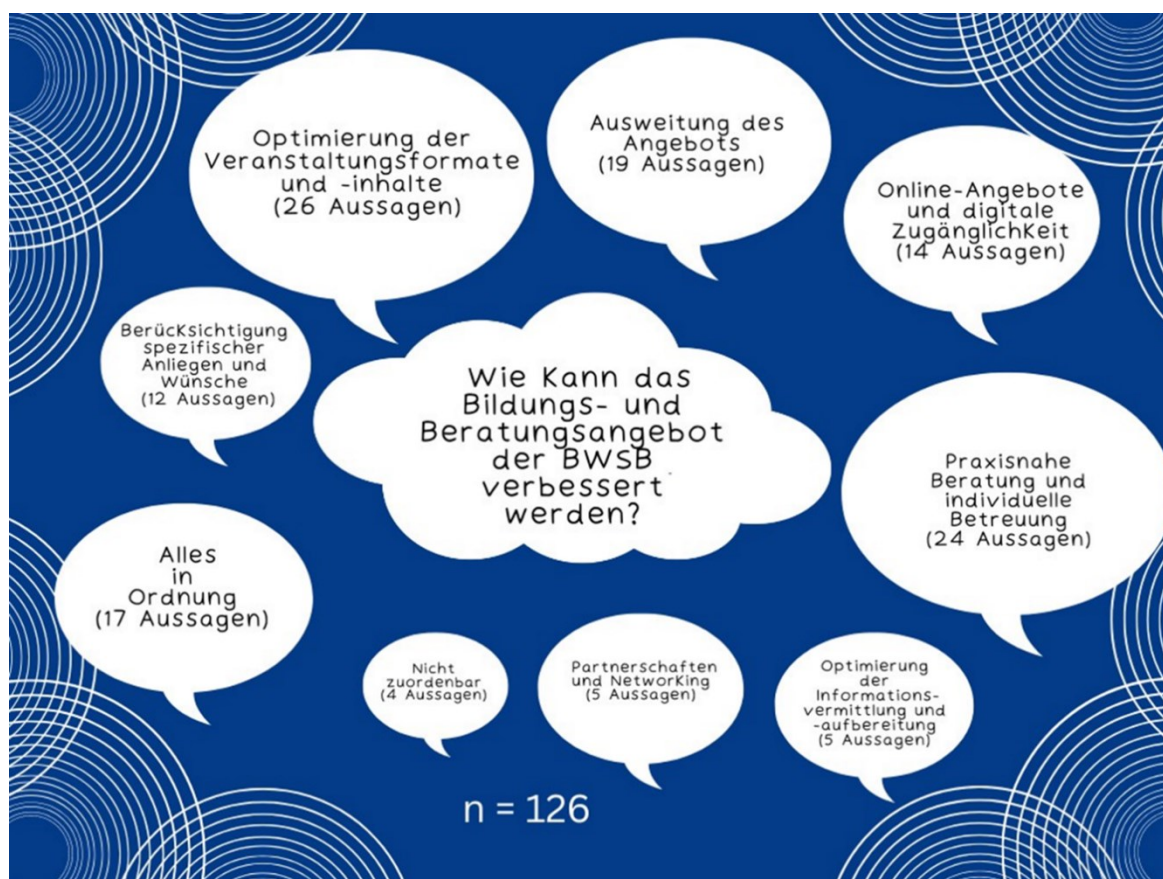 Optimierung der
Veranstaltungsformate
und -inhalte
(26 Aussagen)
Ausweitung des
Angebots
(19 Aussagen)
Online-Angebote
und digitale
Zugänglichkeit
(14 Aussagen)
Berücksichtigung
spezifischer
Anliegen und
Wünsche
(12 Aussagen)
Wie kann das
Bildungs- und
Beratungsangebot
der BWSB
verbessert
werden?
Praxisnahe
Beratung und
individuelle
Betreuung
(24 Aussagen)
Alles
in
Ordnung
(17 Aussagen)
Nicht
zuordenbar
(4 Aussagen)
Partnerschaften
und Networking
(5 Aussagen)
Optimierung
der
Informations-
vermittlung und
-aufbereitung
(5 Aussagen)
n = 126